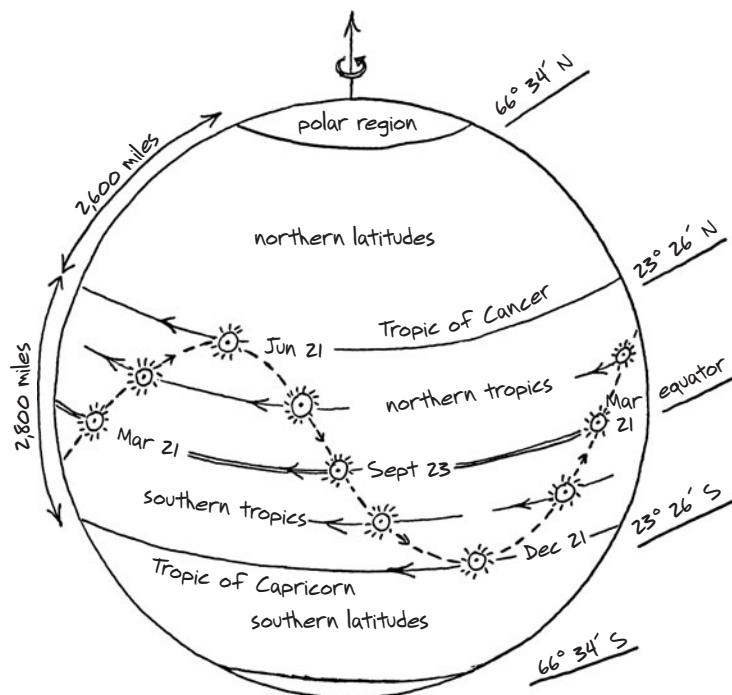 66° 34′ N
polar region
2,600 miles
northern latitudes
23° 26′ N
Tropic of Cancer
Jun 21
2,800 miles
northern tropics
equator
Mar
21
Mar 21
Sept 23
southern tropics
23° 26′ S
Dec 21
Tropic of Capricorn
southern latitudes
66° 34′ S